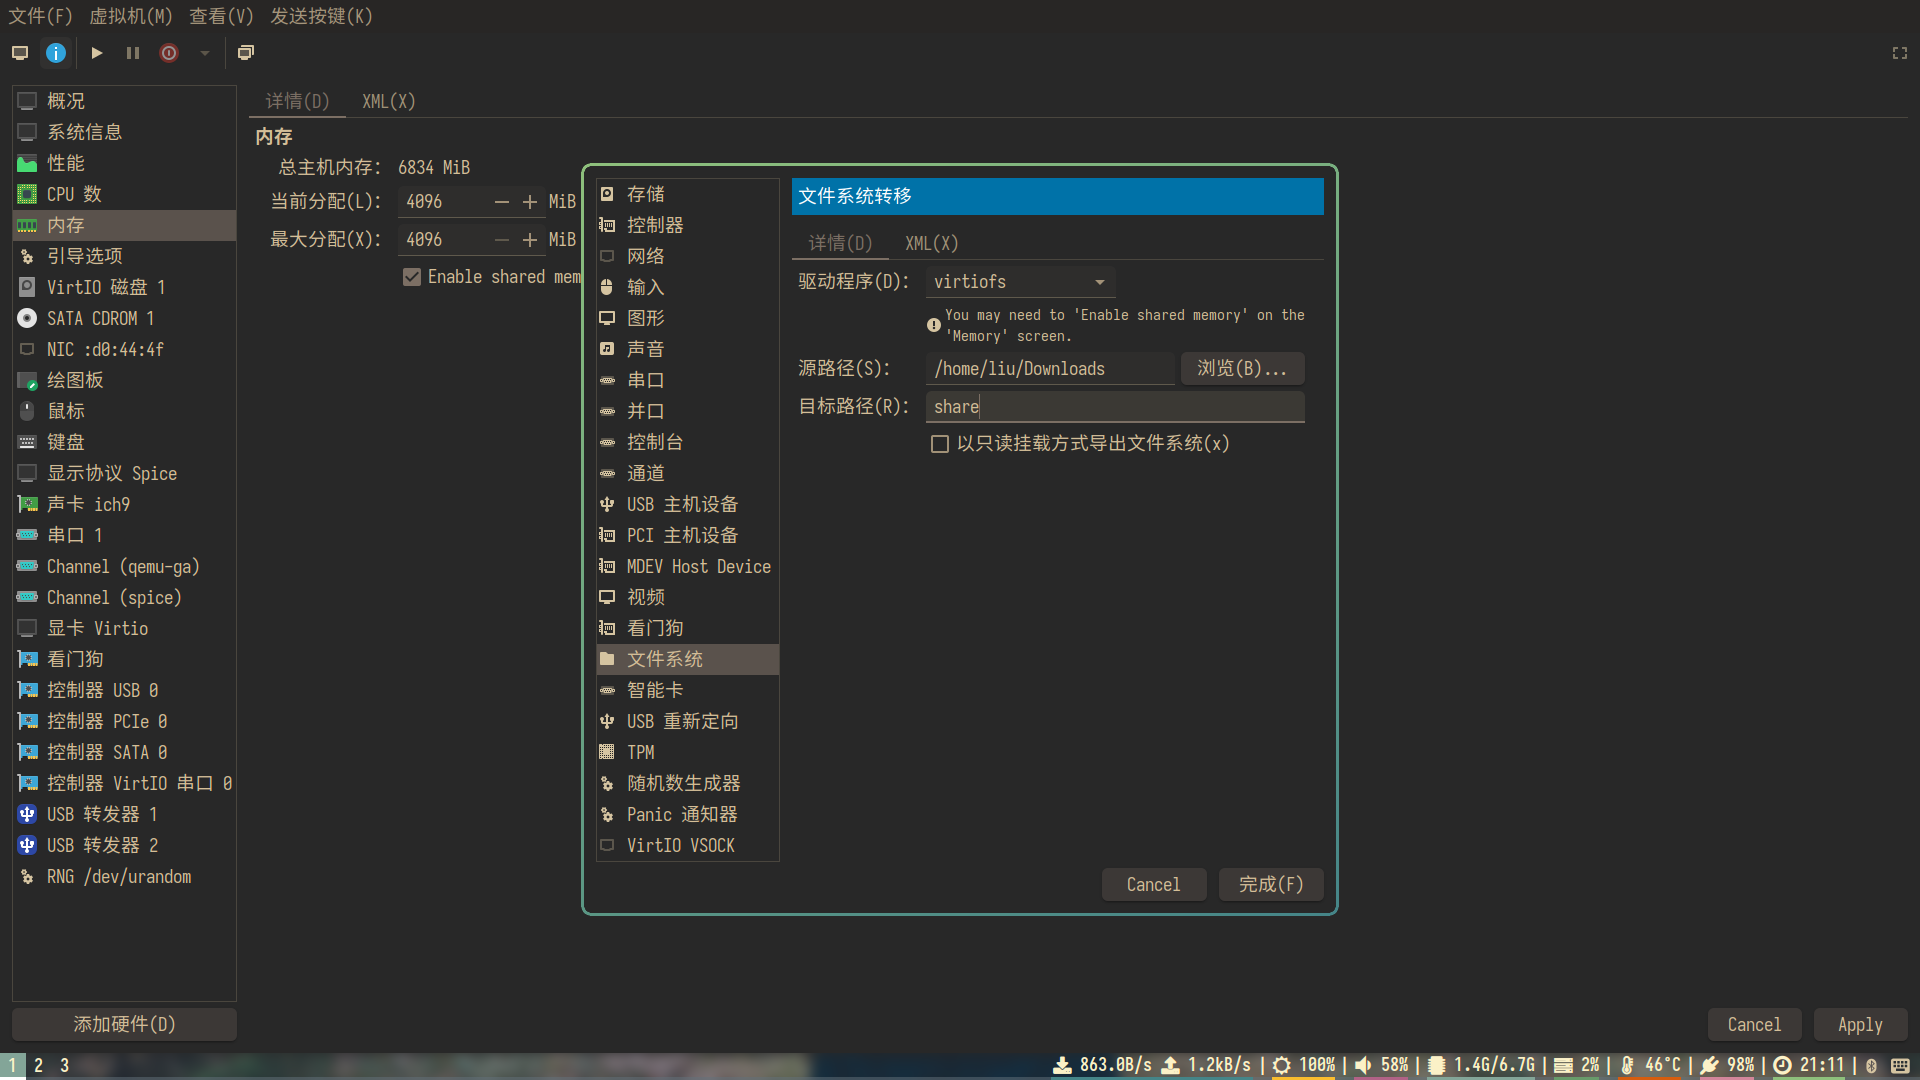 文件(F) 虚拟机(M) 查看(V) 发送按键(K)
概况
系统信息
性能
CPU 数
内存
引导选项
VirtIO 磁盘 1
SATA CDROM 1
NIC :d0:44:4f
绘图板
鼠标
键盘
显示协议 Spice
声卡 ich9
串口 1
Channel (qemu-ga)
Channel (spice)
显卡 Virtio
看门狗
控制器 USB 0
控制器 PCIe 0
控制器 SATA 0
控制器 VirtIO 串口 0
USB 转发器 1
USB 转发器 2
RNG /dev/urandom
添加硬件(D)
详情(D) XML(X)
内存
总主机内存: 6834 MiB
当前分配(L): 4096 MiB
最大分配(X): 4096 MiB
Enable shared mem
存储
控制器
网络
输入
图形
声音
串口
并口
控制台
通道
USB 主机设备
PCI 主机设备
MDEV Host Device
视频
看门狗
文件系统
智能卡
USB 重新定向
TPM
随机数生成器
Panic 通知器
VirtIO VSOCK
文件系统转移
详情(D) XML(X)
驱动程序(D): virtiofs
You may need to 'Enable shared memory' on the
'Memory' screen.
源路径(S): /home/liu/Downloads 浏览(B)...
目标路径(R): share
以只读挂载方式导出文件系统(x)
Cancel 完成(F)
Cancel Apply
1 2 3 863.0B/s 1.2kB/s | 100% | 58% | 1.4G/6.7G | 2% | 46°C | 98% | 21:11 |